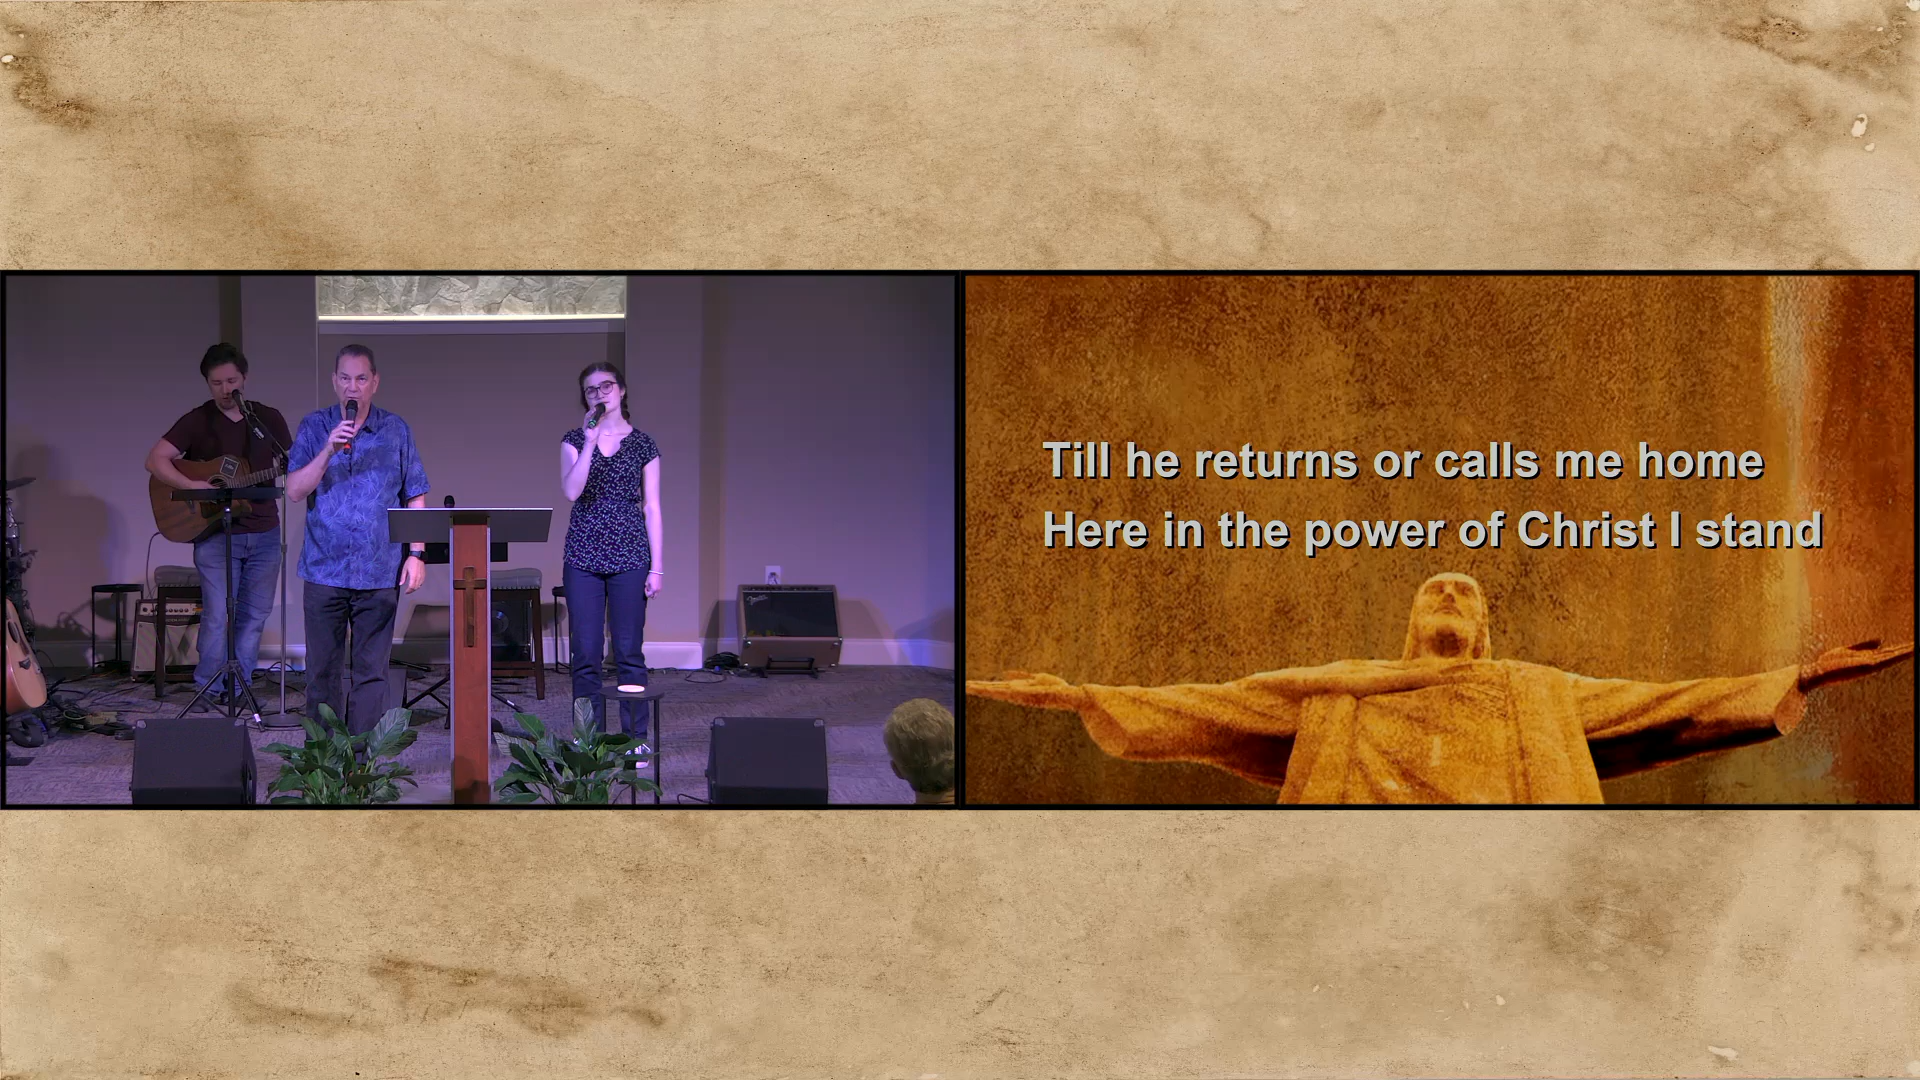 Till he returns or calls me home
Here in the power of Christ I stand